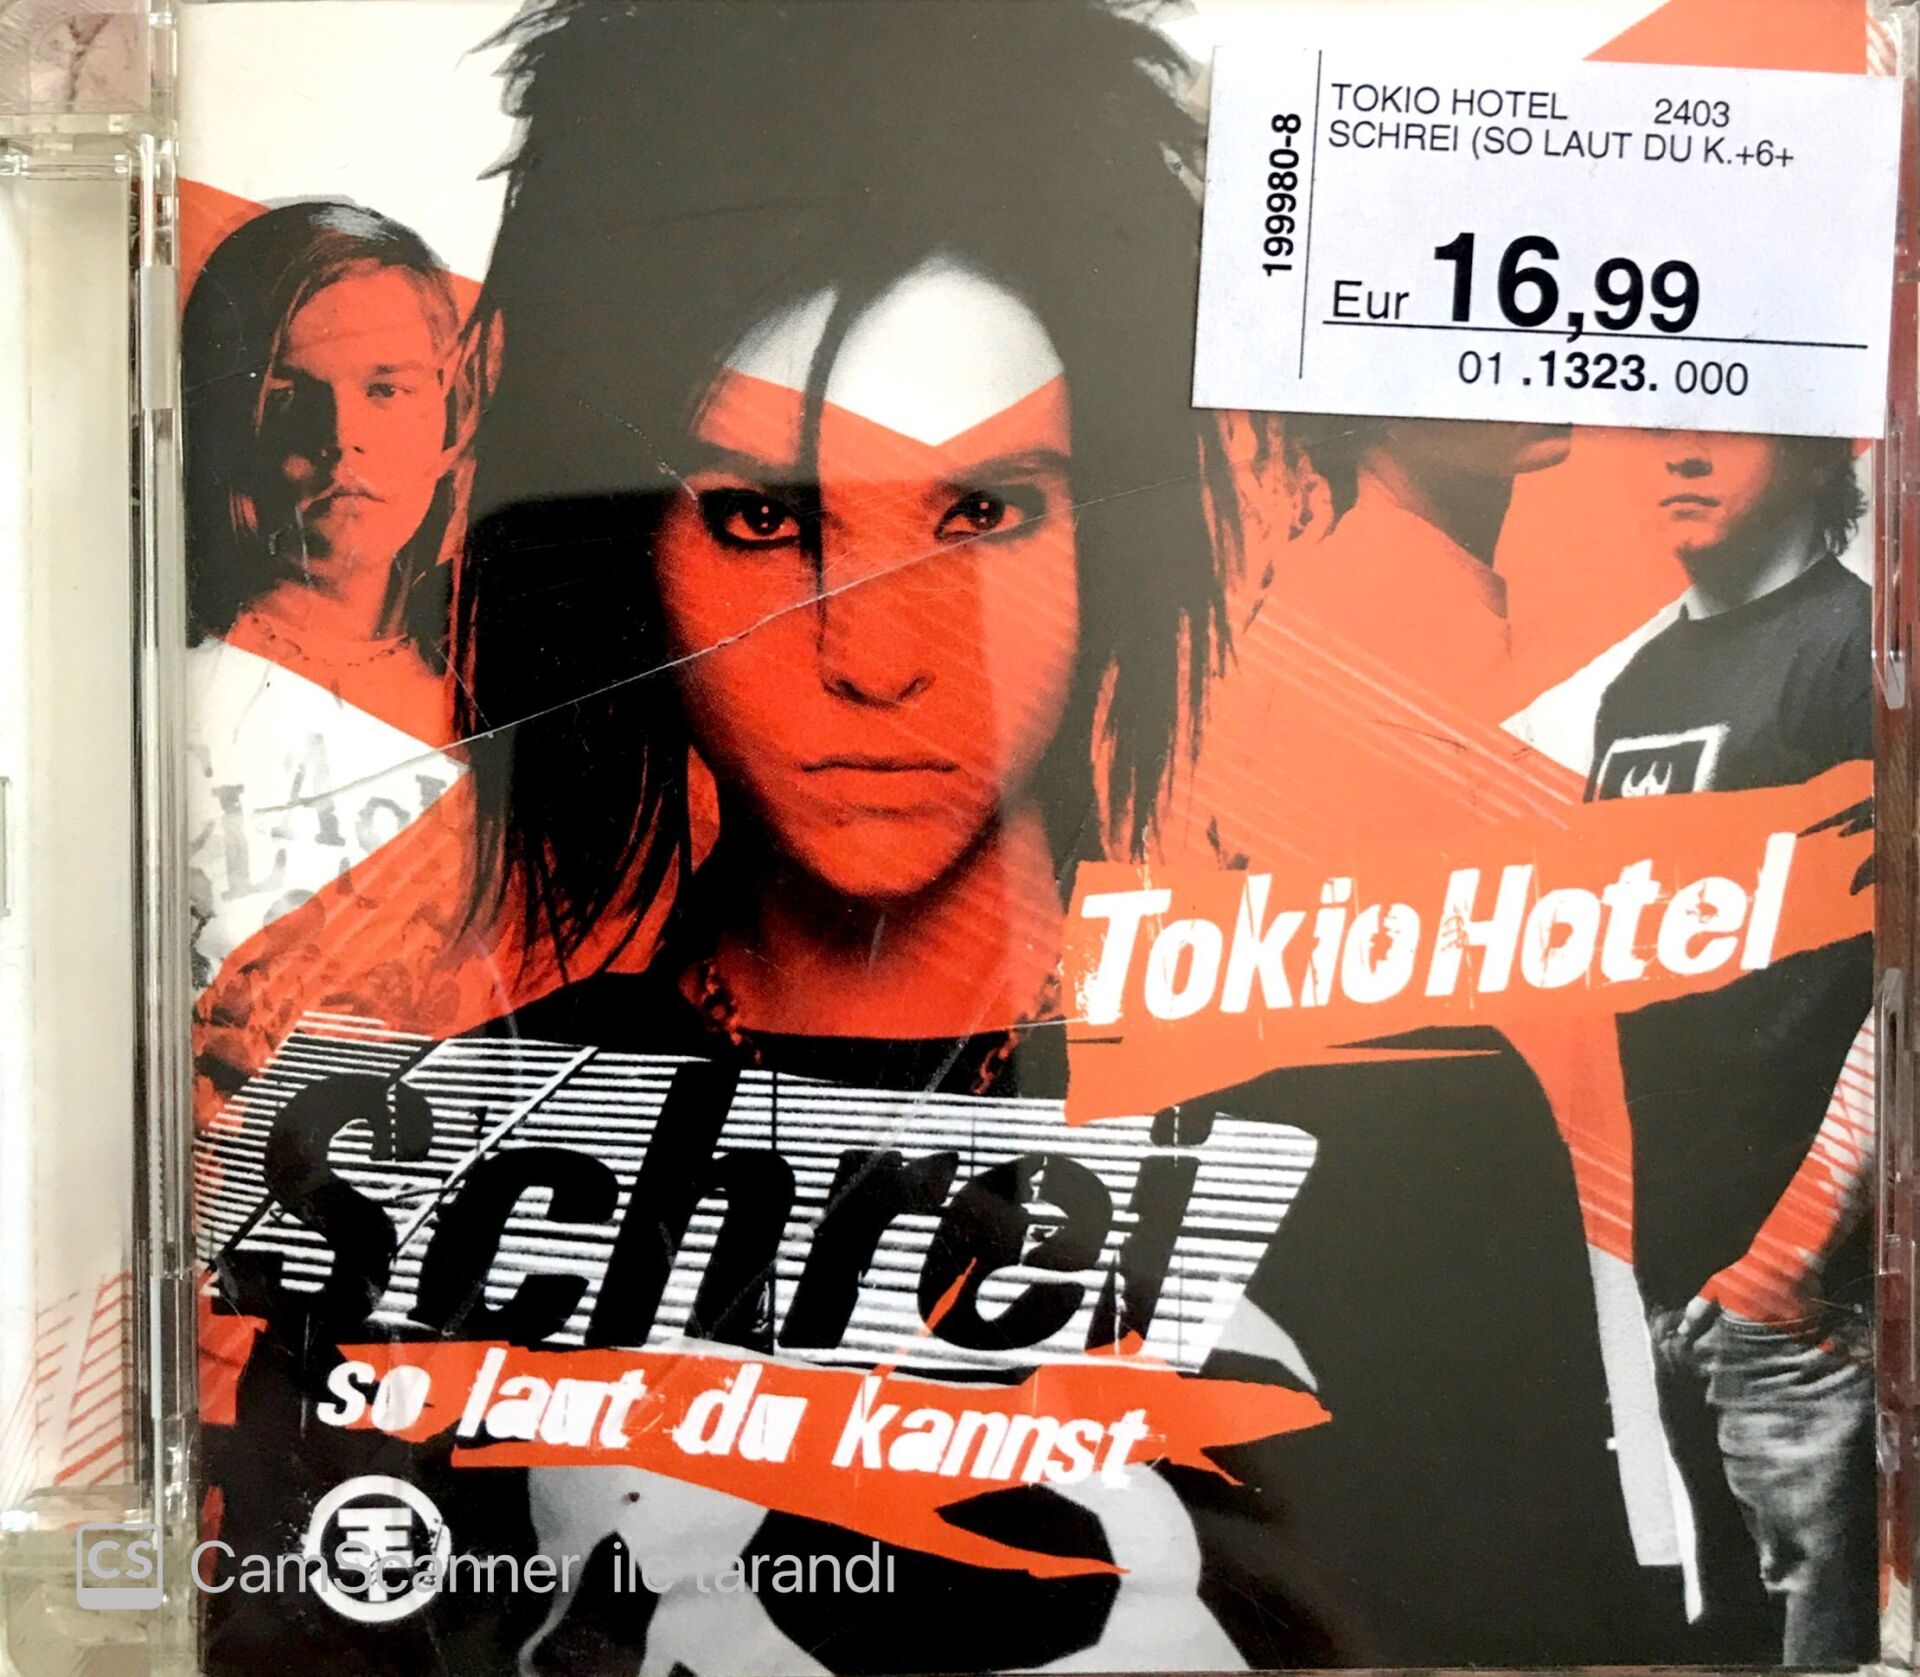 TOKIO HOTEL 2403
SCHREI (SO LAUT DU K.+6+
199980-8
Eur 16,99
01 .1323. 000
Tokio Hotel
Schrei
so laut du kannst
CS CamScanner ile tarandı